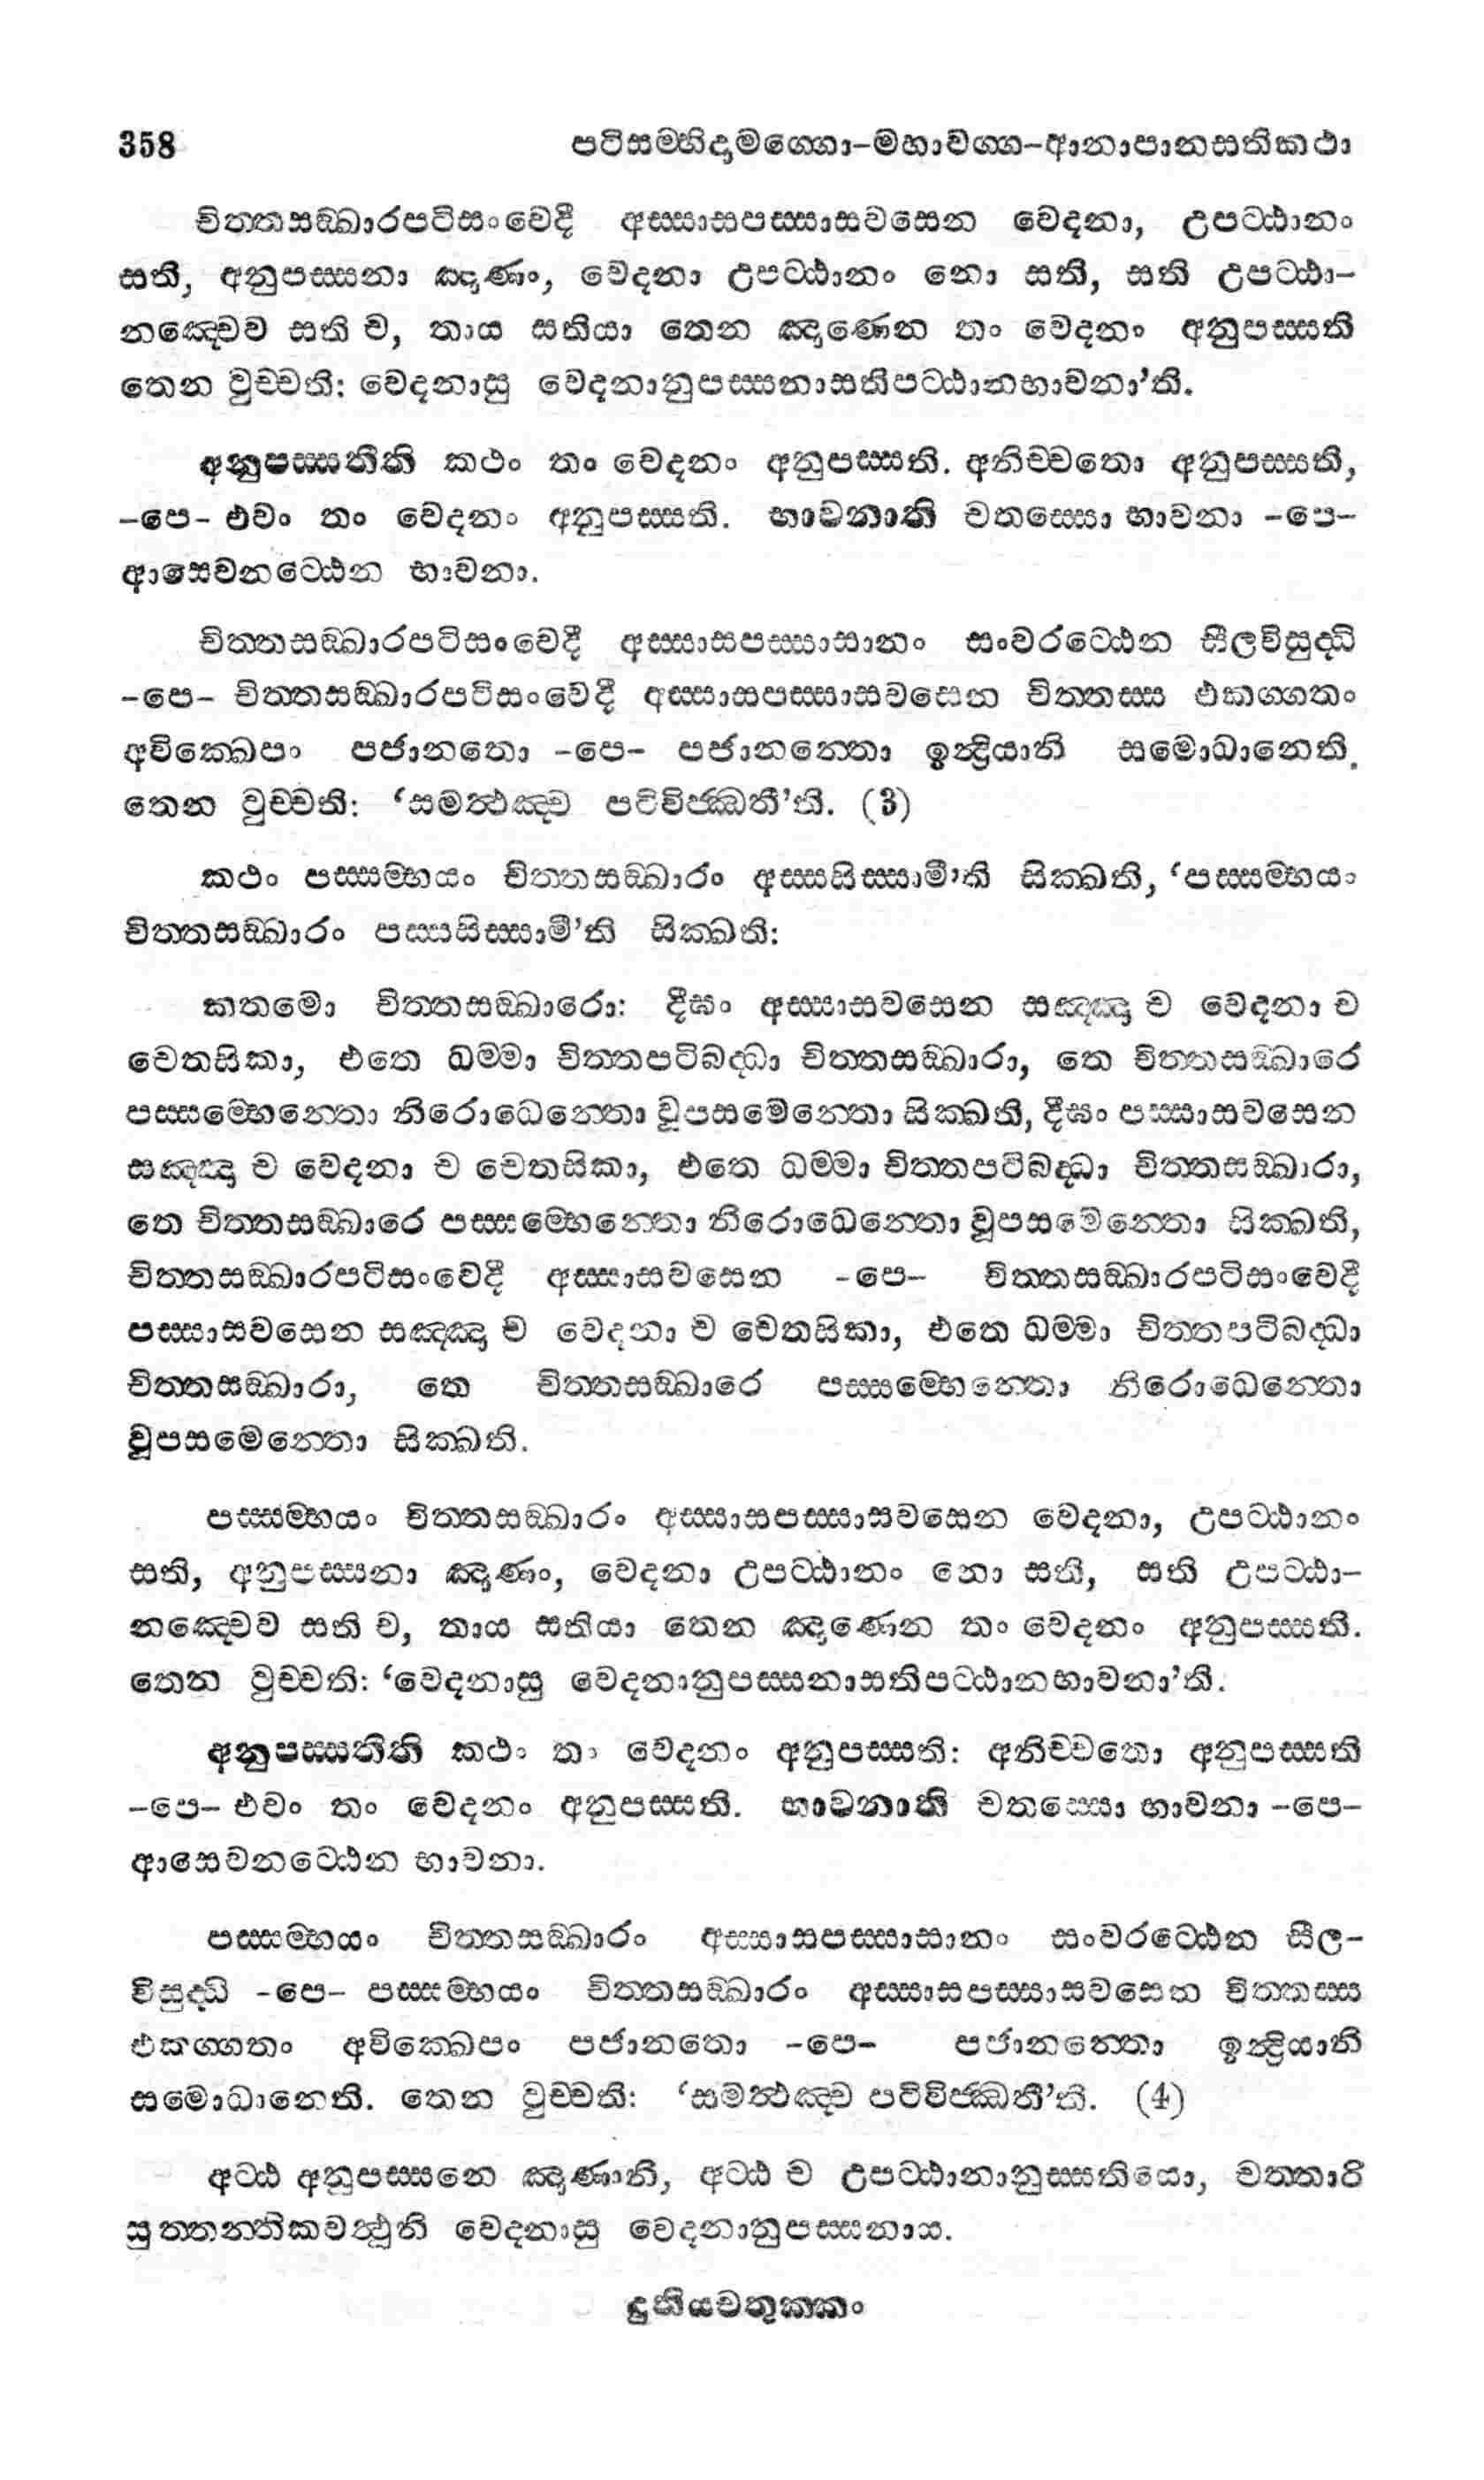 358 පටිසම්භිදාමග්ගො-මහාවග්ග-ආනාපානසතිකථා
චිත්තසඞ්ඛාරපටිසංවෙදී අස්සාසපස්සාසවසෙන වෙදනා, උපට්ඨානං
සති, අනුපස්සනා ඤාණං, වෙදනා උපට්ඨානං නො සති, සති උපට්ඨා-
නඤ්චෙව සති ච, තාය සතියා තෙන ඤාණෙන තං වෙදනං අනුපස්සති
තෙන වුච්චති: වෙදනාසු වෙදනානුපස්සනාසතිපට්ඨානභාවනා’ති.
අනුපස්සතීති කථං තං වෙදනං අනුපස්සති. අනිච්චතො අනුපස්සති,
-පෙ- එවං තං වෙදනං අනුපස්සති. භාවනාති චතස්සො භාවනා -පෙ-
ආසෙවනට්ඨෙන භාවනා.
චිත්තසඞ්ඛාරපටිසංවෙදී අස්සාසපස්සාසානං සංවරට්ඨෙන සීලවිසුද්ධි
-පෙ- චිත්තසඞ්ඛාරපටිසංවෙදී අස්සාසපස්සාසවසෙන චිත්තස්ස එකග්ගතං
අවික්ඛෙපං පජානතො -පෙ- පජානන්තො ඉන්ද්‍රියානි සමොධානෙති.
තෙන වුච්චති: ‘සමත්ථඤ්ච පටිවිජ්ඣතී’ති. (3)
කථං පස්සම්භයං චිත්තසඞ්ඛාරං අස්සසිස්සාමී’ති සික්ඛති, ‘පස්සම්භයං
චිත්තසඞ්ඛාරං පස්සසිස්සාමී’ති සික්ඛති:
කතමො චිත්තසඞ්ඛාරො: දීඝං අස්සාසවසෙන සඤ්ඤා ච වෙදනා ච
චෙතසිකා, එතෙ ධම්මා චිත්තපටිබද්ධා චිත්තසඞ්ඛාරා, තෙ චිත්තසඞ්ඛාරෙ
පස්සම්භෙන්තො නිරොධෙන්තො වූපසමෙන්තො සික්ඛති, දීඝං පස්සාසවසෙන
සඤ්ඤා ච වෙදනා ච චෙතසිකා, එතෙ ධම්මා චිත්තපටිබද්ධා චිත්තසඞ්ඛාරා,
තෙ චිත්තසඞ්ඛාරෙ පස්සම්භෙන්තො නිරොධෙන්තො වූපසමෙන්තො සික්ඛති,
චිත්තසඞ්ඛාරපටිසංවෙදී අස්සාසවසෙන -පෙ- චිත්තසඞ්ඛාරපටිසංවෙදී
පස්සාසවසෙන සඤ්ඤා ච වෙදනා ච චෙතසිකා, එතෙ ධම්මා චිත්තපටිබද්ධා
චිත්තසඞ්ඛාරා, තෙ චිත්තසඞ්ඛාරෙ පස්සම්භෙන්තො නිරොධෙන්තො
වූපසමෙන්තො සික්ඛති.
පස්සම්භයං චිත්තසඞ්ඛාරං අස්සාසපස්සාසවසෙන වෙදනා, උපට්ඨානං
සති, අනුපස්සනා ඤාණං, වෙදනා උපට්ඨානං නො සති, සති උපට්ඨා-
නඤ්චෙව සති ච, තාය සතියා තෙන ඤාණෙන තං වෙදනං අනුපස්සති.
තෙන වුච්චති: ‘වෙදනාසු වෙදනානුපස්සනාසතිපට්ඨානභාවනා’ති.
අනුපස්සතීති කථං තං වෙදනං අනුපස්සති: අනිච්චතො අනුපස්සති
-පෙ- එවං තං වෙදනං අනුපස්සති. භාවනාති චතස්සො භාවනා -පෙ-
ආසෙවනට්ඨෙන භාවනා.
පස්සම්භයං චිත්තසඞ්ඛාරං අස්සාසපස්සාසානං සංවරට්ඨෙන සීල-
විසුද්ධි -පෙ- පස්සම්භයං චිත්තසඞ්ඛාරං අස්සාසපස්සාසවසෙන චිත්තස්ස
එකග්ගතං අවික්ඛෙපං පජානතො -පෙ- පජානන්තො ඉන්ද්‍රියානි
සමොධානෙති. තෙන වුච්චති: ‘සමත්ථඤ්ච පටිවිජ්ඣතී’ති. (4)
අට්ඨ අනුපස්සනෙ ඤාණානි, අට්ඨ ච උපට්ඨානානුස්සතියො, චත්තාරි
සුත්තන්තිකවත්ථූනි වෙදනාසු වෙදනානුපස්සනාය.
දුතියචතුක්කං